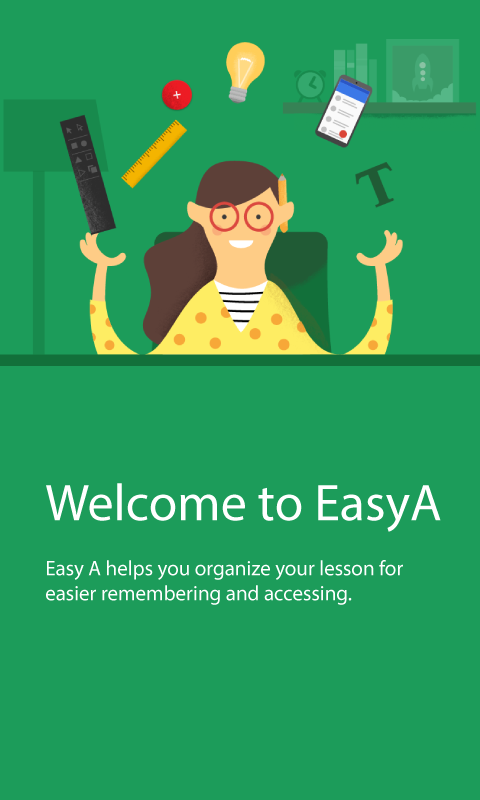 T
Welcome to EasyA
Easy A helps you organize your lesson for
easier remembering and accessing.